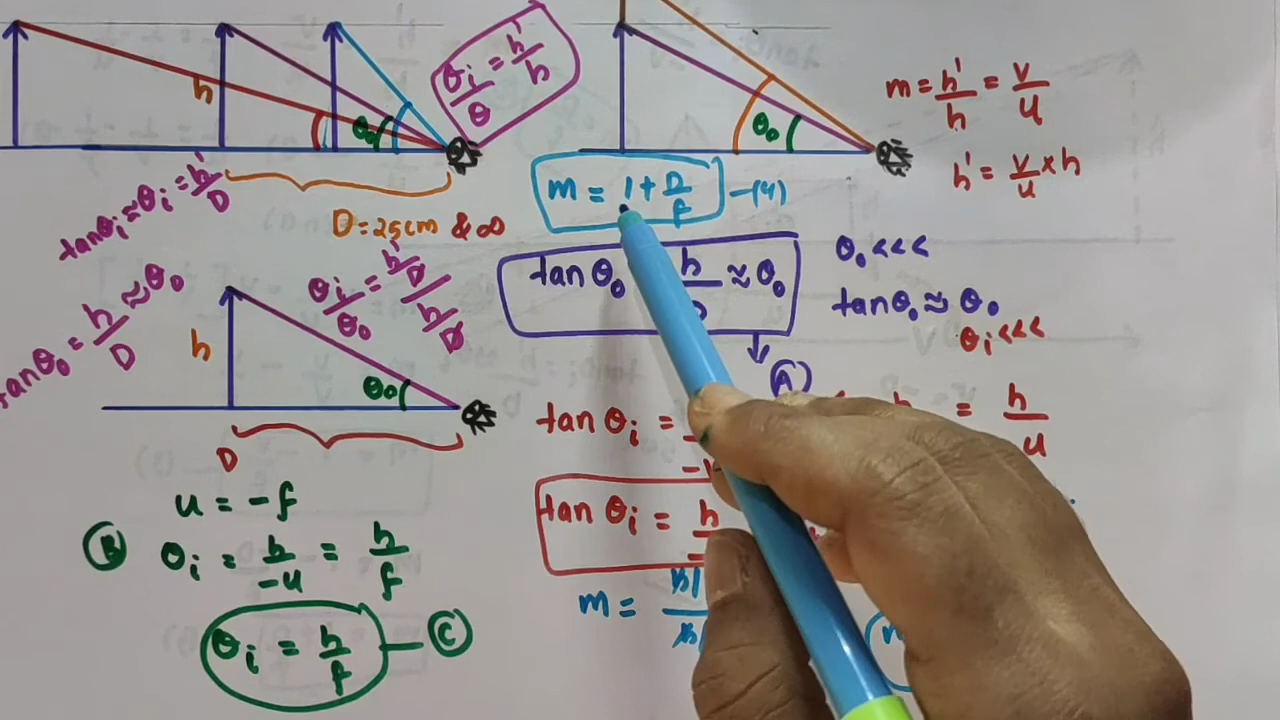 h
θo
θi/θ = h'/h
tanθi ≈ θi = h'/D
D = 25cm & ∞
θo
m = h'/h = v/u
h' = v/u × h
m = 1 + D/f —(4)
tan θo h/D ≈ θo
(A)
θo <<<
tanθo ≈ θo
θi <<<
tanθo = h/D ≈ θo
θi/θo = h'/D / h/D
h
θo
D
tan θi = = h/u
tan θi = h
m =
u = -f
(B) θi = h/-u = h/f
θi = h/f —(C)